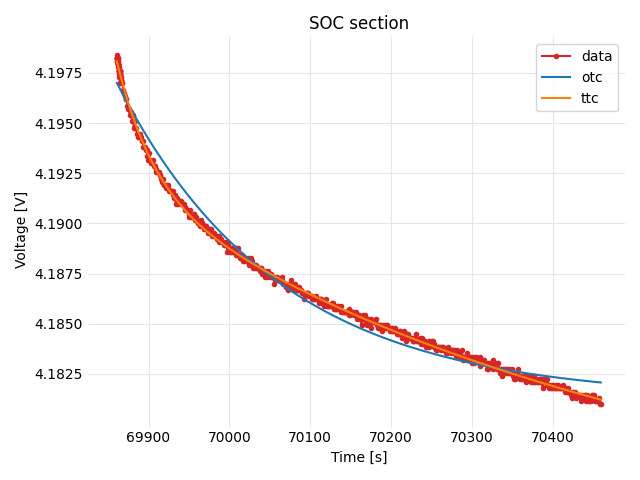 SOC section
data
otc
ttc
4.1975
4.1950
4.1925
4.1900
4.1875
4.1850
4.1825
Voltage [V]
69900 70000 70100 70200 70300 70400
Time [s]